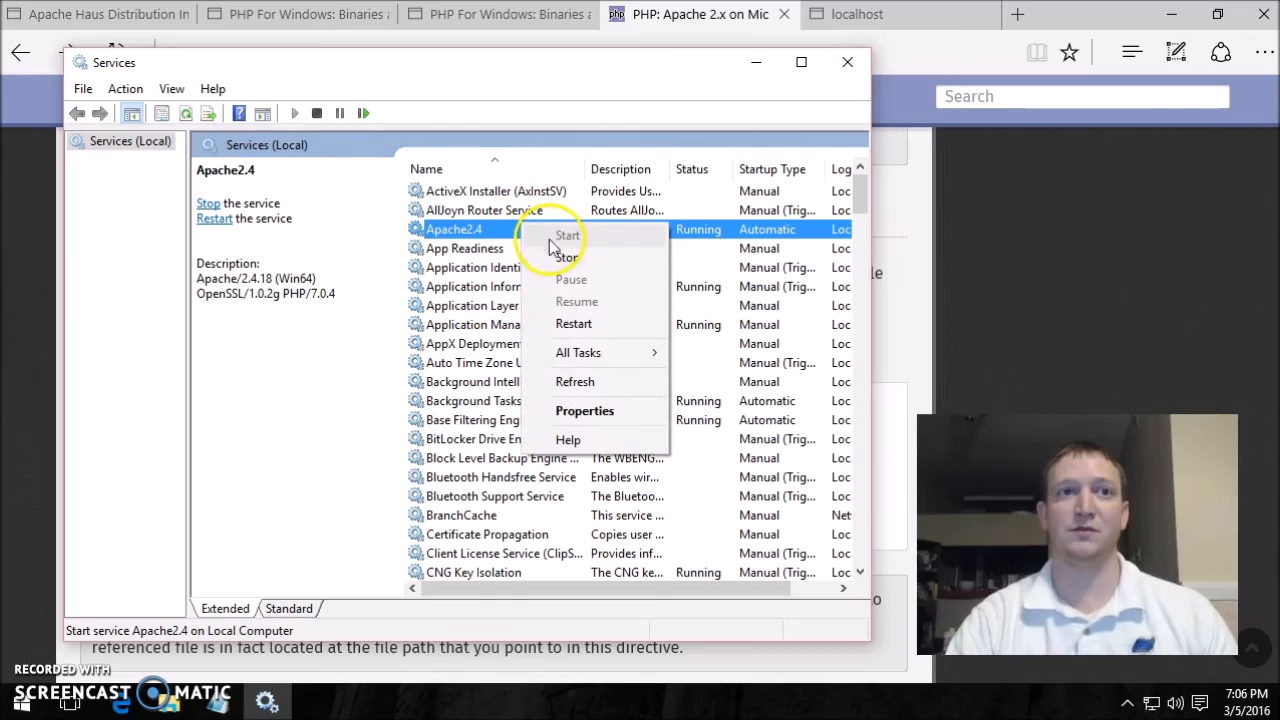 Apache Haus Distribution In
PHP For Windows: Binaries a
PHP For Windows: Binaries a
PHP: Apache 2.x on Mic
localhost
Services
File Action View Help
Search
Services (Local)
Services (Local)
Apache2.4
Stop the service
Restart the service
Description:
Apache/2.4.18 (Win64)
OpenSSL/1.0.2g PHP/7.0.4
Name Description Status Startup Type Log
ActiveX Installer (AxInstSV) Provides Us... Manual Loc
AllJoyn Router Service Routes AllJo... Manual Loc
Apache2.4 Running Automatic Loc
App Readiness Manual Loc
Application Identi Manual (Trig... Loc
Application Inforr Running Manual (Trig... Loc
Application Layer Manual Loc
Application Mana Running Manual Loc
AppX Deployment Manual Loc
Auto Time Zone U Manual (Trig... Loc
Background Intell Manual Loc
Background Tasks Running Automatic Loc
Base Filtering Eng Running Automatic Loc
BitLocker Drive En Manual (Trig... Loc
Block Level Backup Engine ... The WBENG... Manual Loc
Bluetooth Handsfree Service Enables wir... Manual (Trig... Loc
Bluetooth Support Service The Bluetoo... Manual (Trig... Loc
BranchCache This service ... Manual Net
Certificate Propagation Copies user ... Manual Loc
Client License Service (ClipS... Provides inf... Manual (Trig... Loc
CNG Key Isolation The CNG ke... Running Manual (Trig... Loc
Start
Stop
Pause
Resume
Restart
All Tasks
Refresh
Properties
Help
Extended Standard
Start service Apache2.4 on Local Computer
le
o
referenced file is in fact located at the file path that you point to in this directive.
RECORDED WITH
SCREENCAST MATIC
7:06 PM
3/5/2016